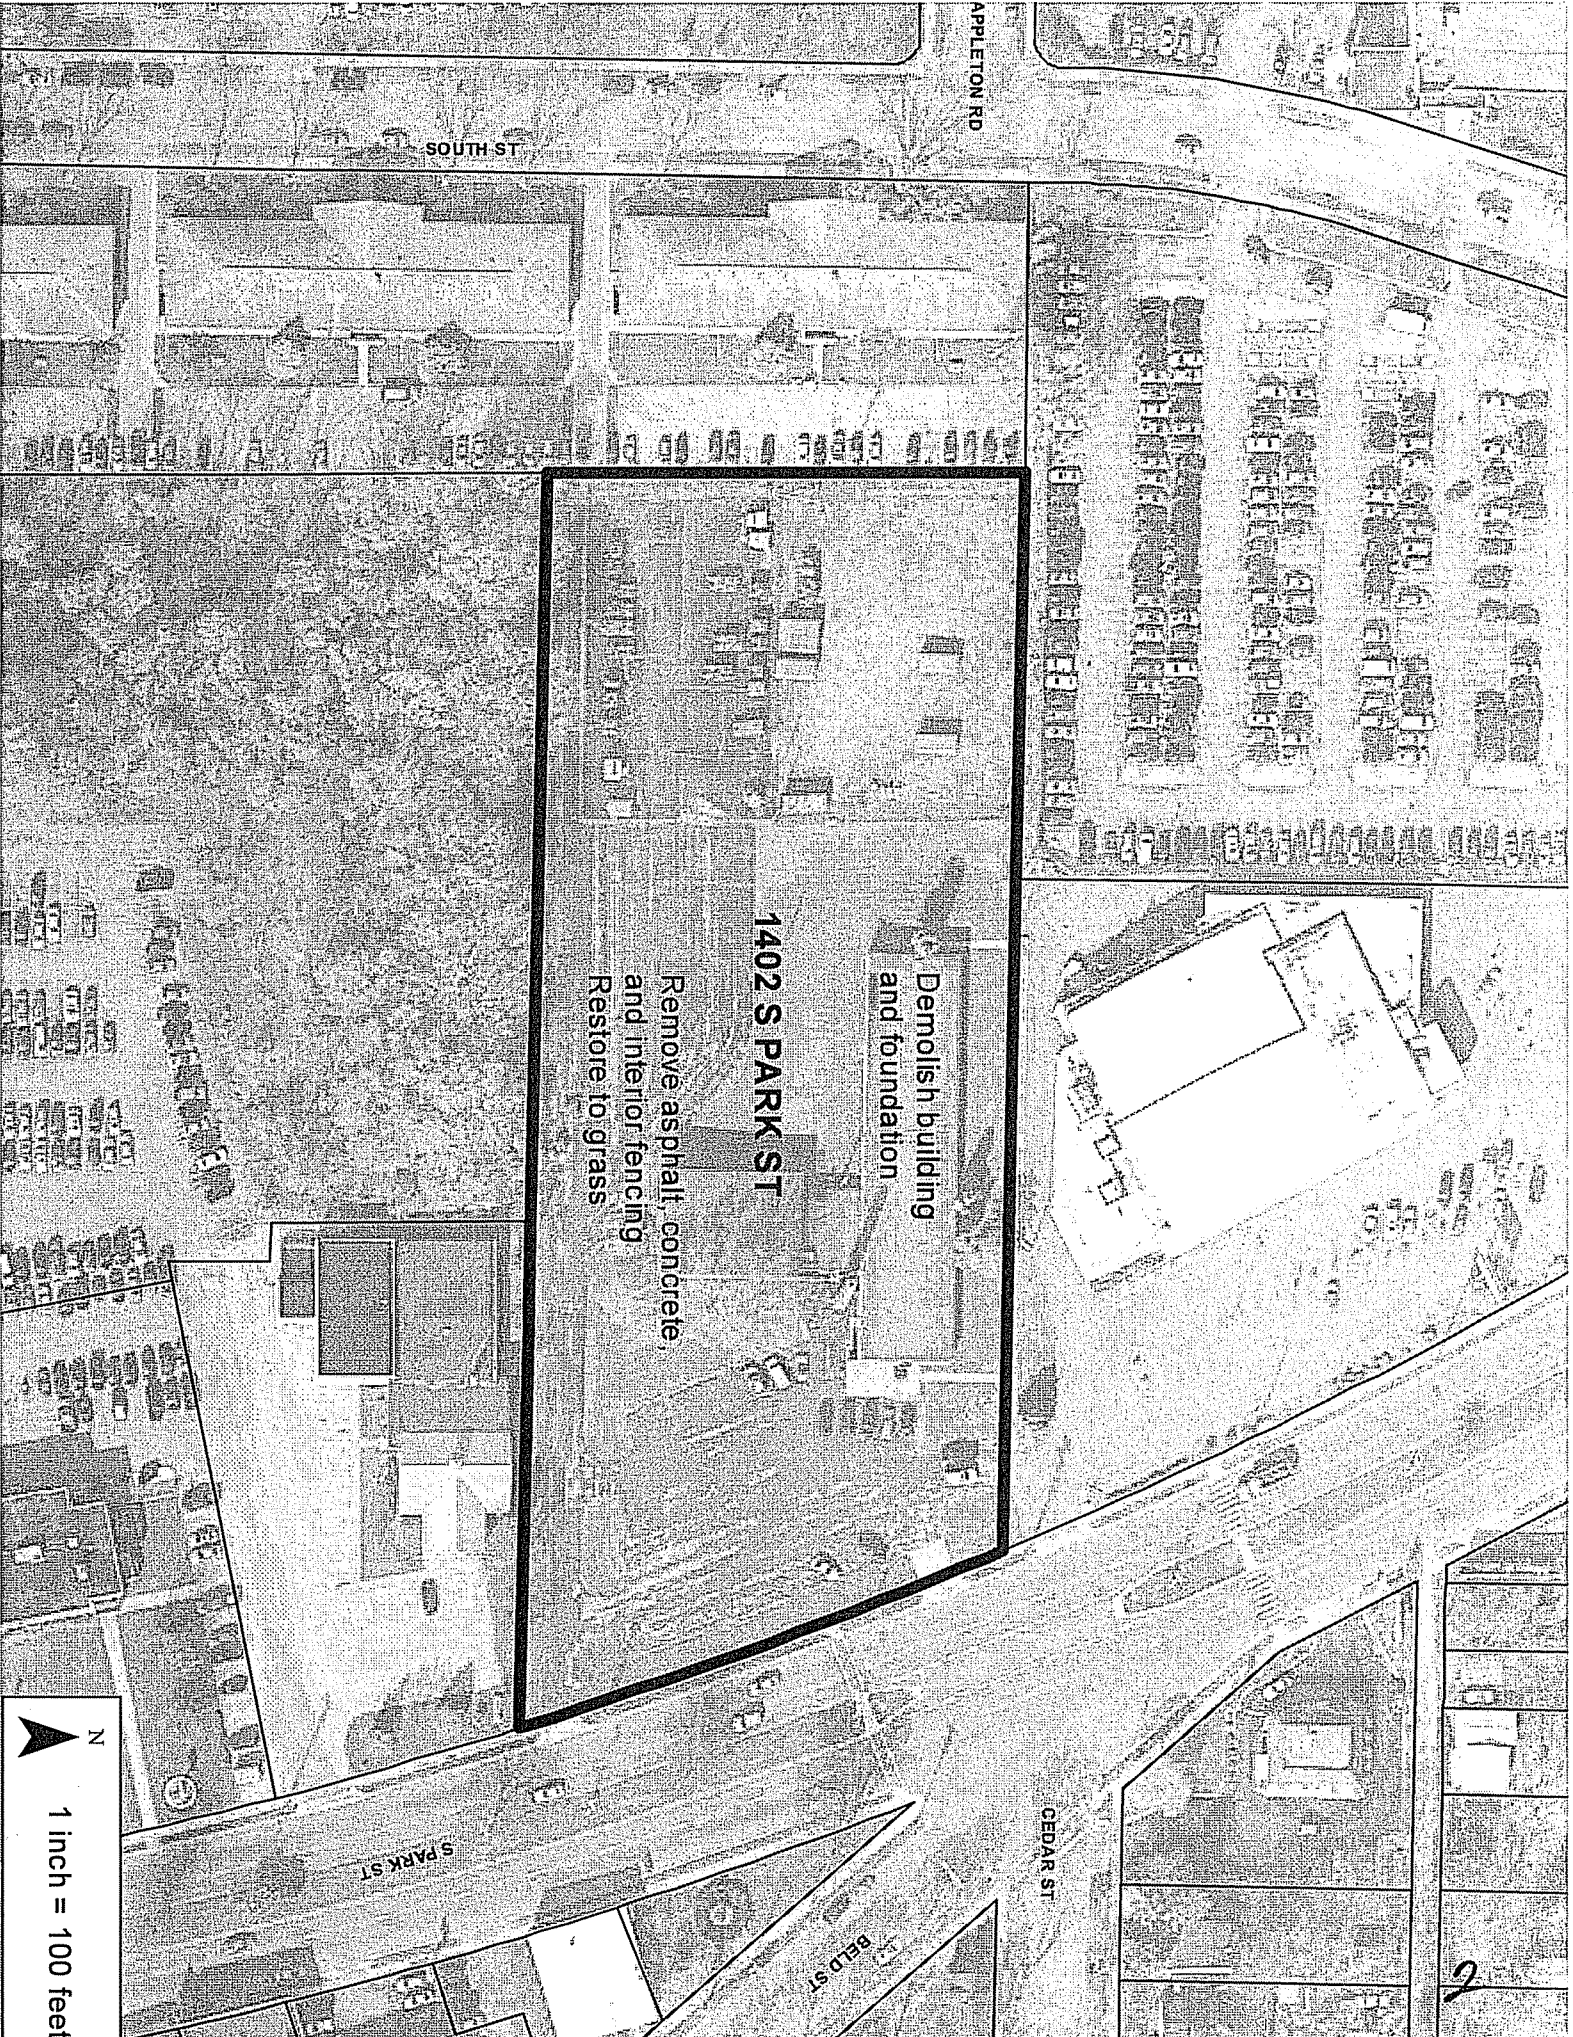 APPLETON RD
SOUTH ST
Demolish building
and foundation
1402 S PARK ST
Remove asphalt, concrete,
and interior fencing
Restore to grass
CEDAR ST
S PARK ST
BELD ST
2
N
1 inch = 100 feet